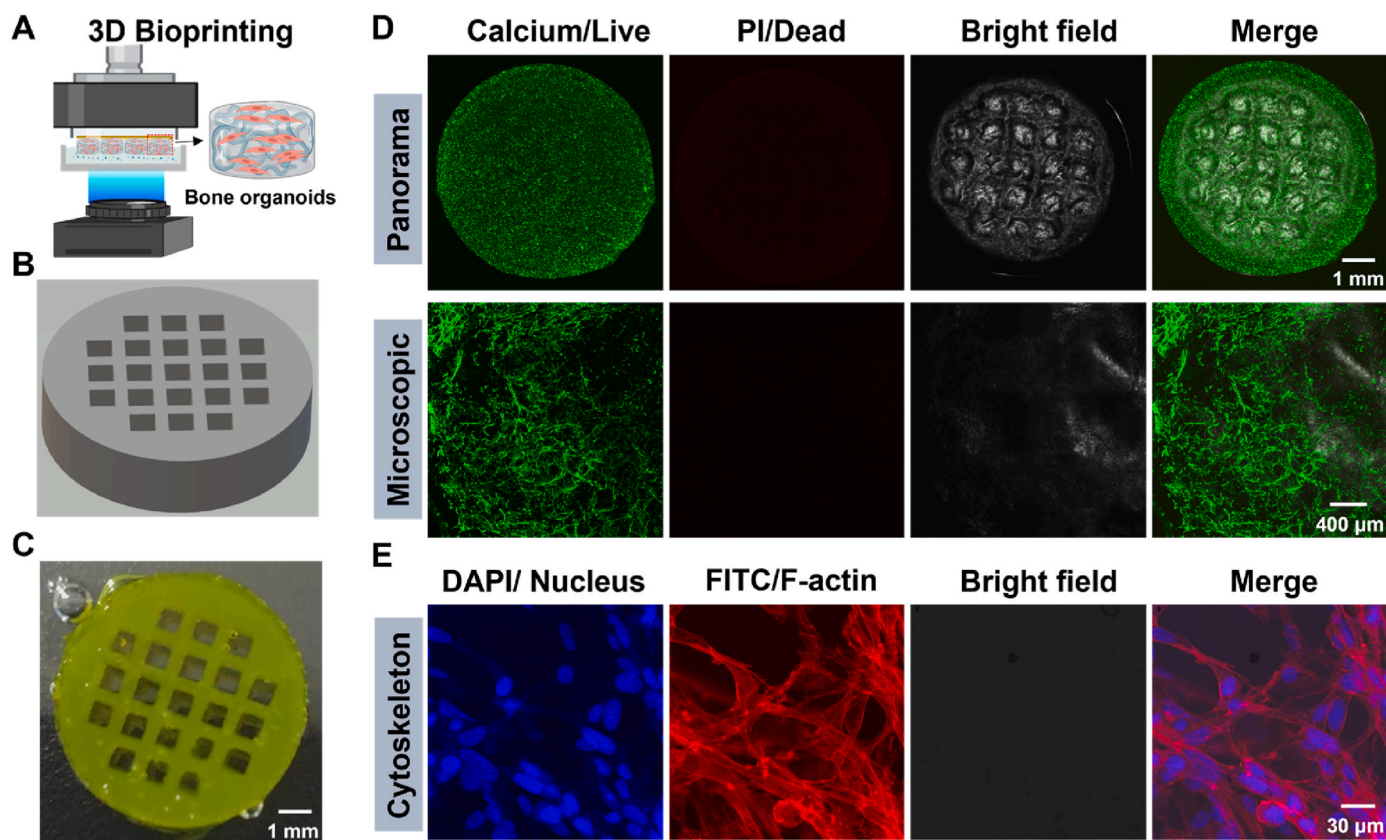 A
3D Bioprinting
Bone organoids
B
C
1 mm
D
Calcium/Live
PI/Dead
Bright field
Merge
Panorama
1 mm
Microscopic
400 µm
E
DAPI/ Nucleus
FITC/F-actin
Bright field
Merge
Cytoskeleton
30 µm